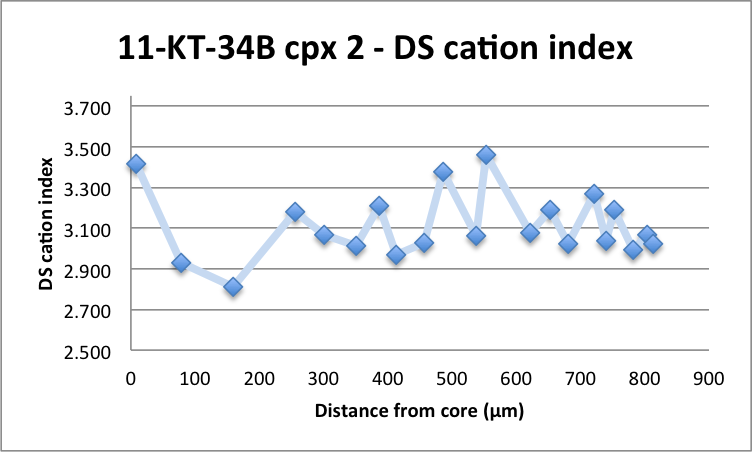 11-KT-34B cpx 2 - DS cation index
3.700
3.500
3.300
3.100
2.900
2.700
2.500
DS cation index
0 100 200 300 400 500 600 700 800 900
Distance from core (μm)